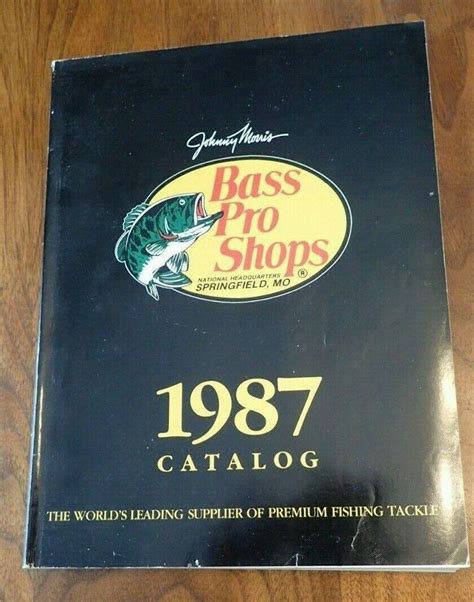 Johnny Morris
Bass
Pro
Shops
®
NATIONAL HEADQUARTERS
SPRINGFIELD, MO
1987
CATALOG
THE WORLD'S LEADING SUPPLIER OF PREMIUM FISHING TACKLE